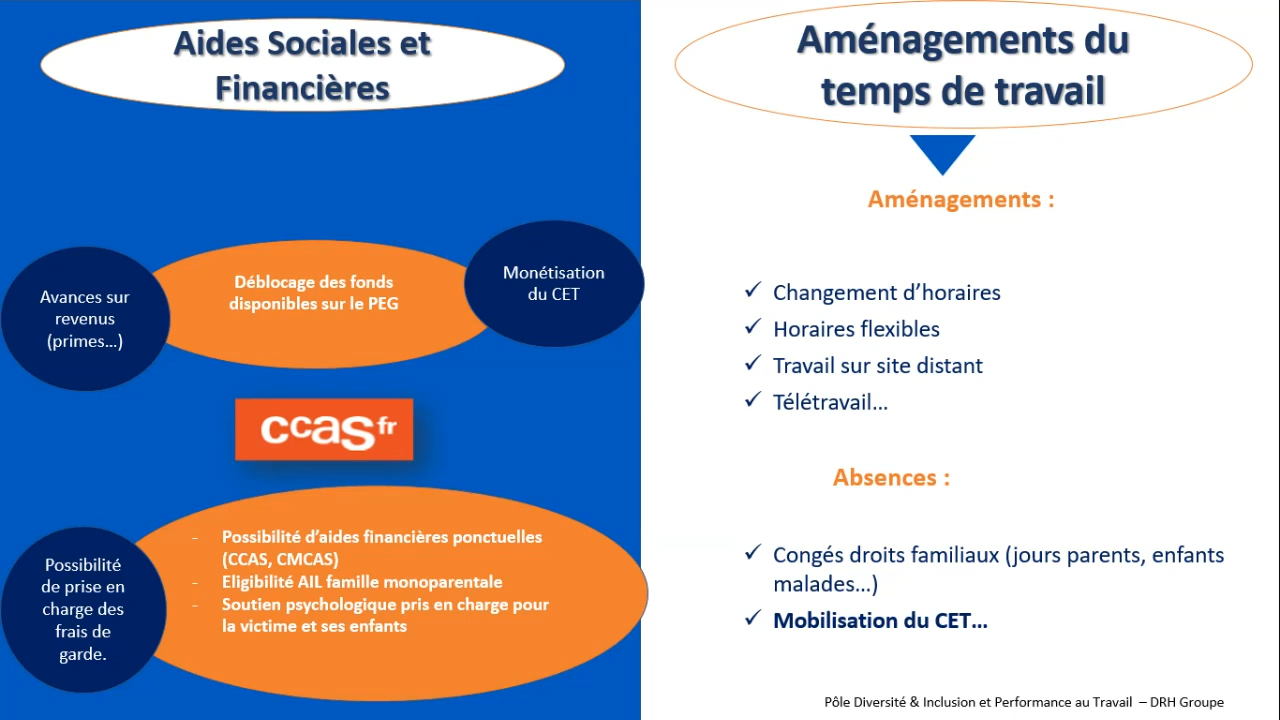 Aides Sociales et
Financières
Avances sur
revenus
(primes…)
Déblocage des fonds
disponibles sur le PEG
Monétisation
du CET
ccas fr
Possibilité
de prise en
charge des
frais de
garde.
- Possibilité d’aides financières ponctuelles
(CCAS, CMCAS)
- Eligibilité AIL famille monoparentale
- Soutien psychologique pris en charge pour
la victime et ses enfants
Aménagements du
temps de travail
Aménagements :
✓ Changement d’horaires
✓ Horaires flexibles
✓ Travail sur site distant
✓ Télétravail…
Absences :
✓ Congés droits familiaux (jours parents, enfants
malades…)
✓ Mobilisation du CET…
Pôle Diversité & Inclusion et Performance au Travail – DRH Groupe